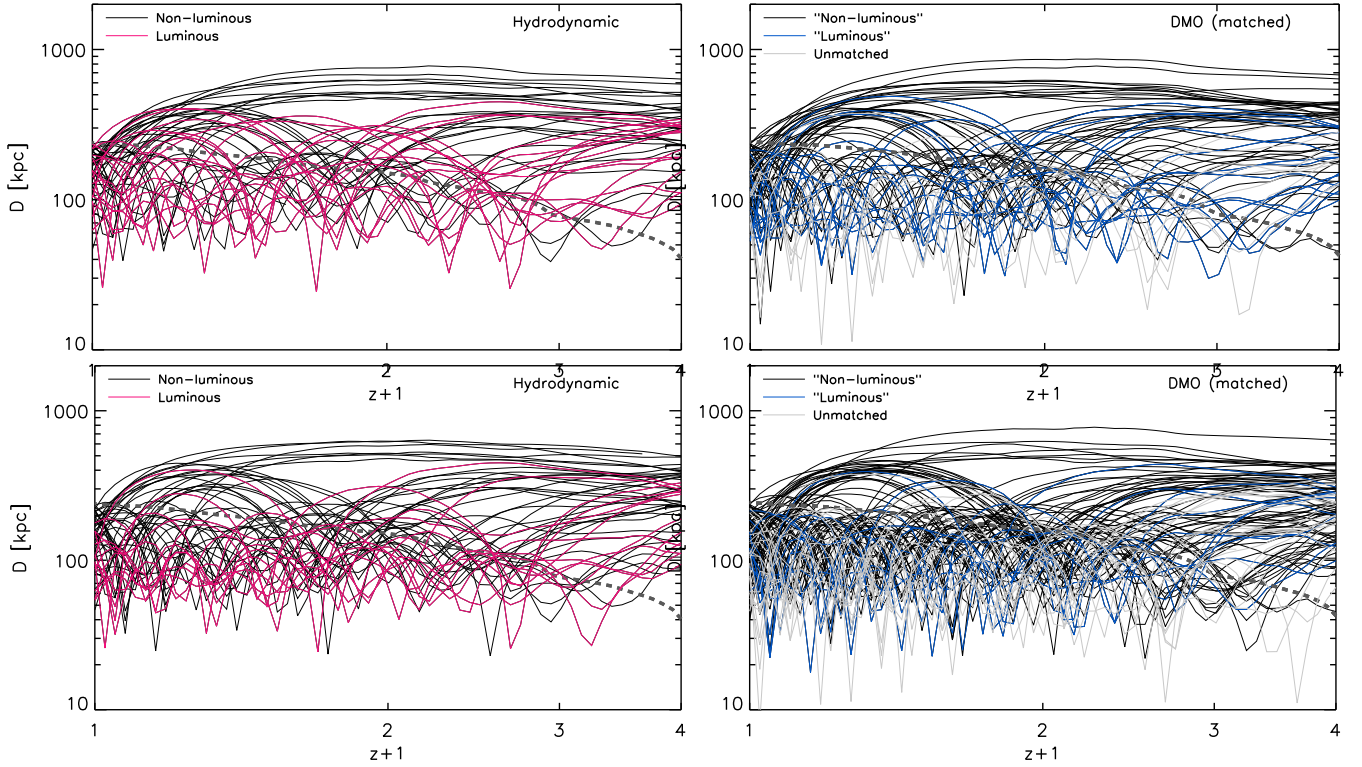 Non-luminous
Luminous
Hydrodynamic
1000
100
10
D [kpc]
1
2
3
4
z+1
"Non-luminous"
"Luminous"
Unmatched
DMO (matched)
1000
100
10
D [kpc]
1
2
3
4
z+1
Non-luminous
Luminous
Hydrodynamic
1000
100
10
D [kpc]
1
2
3
4
z+1
"Non-luminous"
"Luminous"
Unmatched
DMO (matched)
1000
100
10
D [kpc]
1
2
3
4
z+1